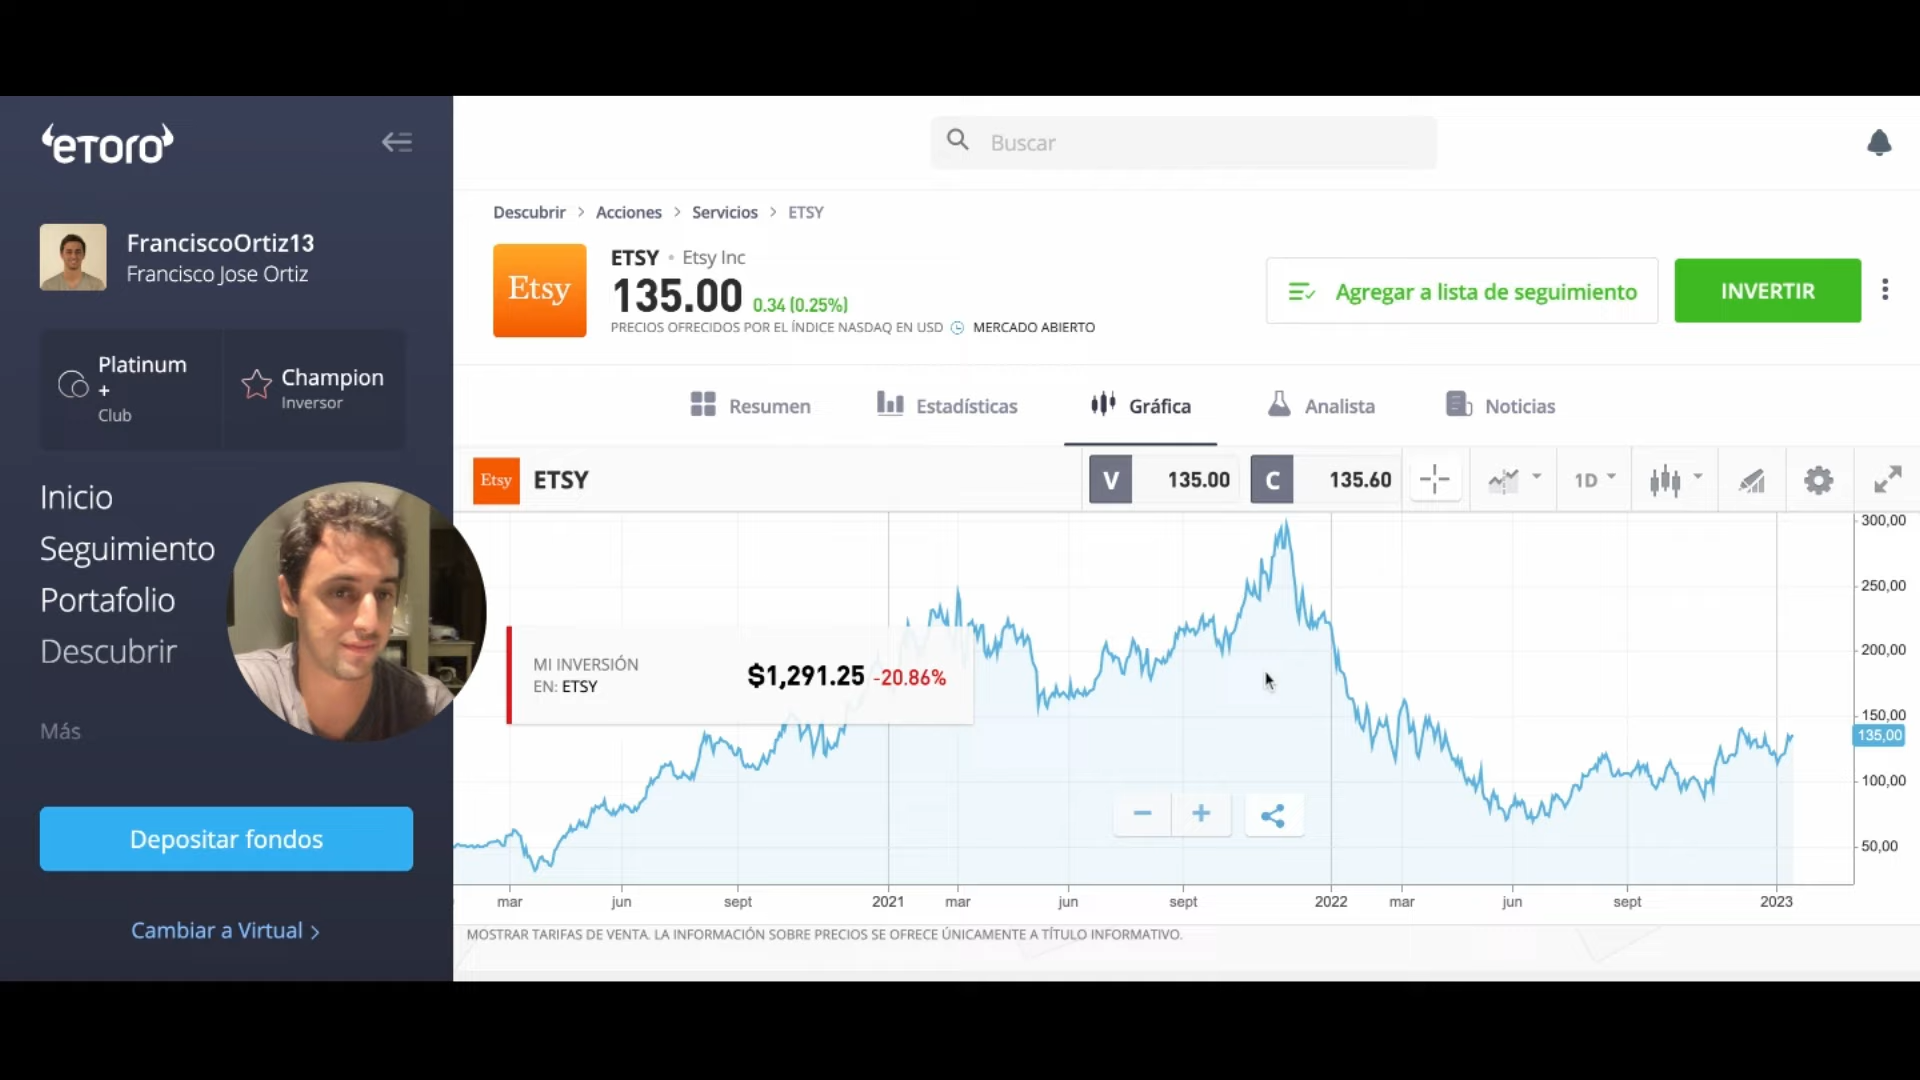 etoro
Buscar
FranciscoOrtiz13
Francisco Jose Ortiz
Platinum
+
Club
Champion
Inversor
Inicio
Seguimiento
Portafolio
Descubrir
Más
Depositar fondos
Cambiar a Virtual >
Descubrir > Acciones > Servicios > ETSY
Etsy
ETSY • Etsy Inc
135.00 0.34 (0.25%)
PRECIOS OFRECIDOS POR EL ÍNDICE NASDAQ EN USD MERCADO ABIERTO
Agregar a lista de seguimiento
INVERTIR
Resumen
Estadísticas
Gráfica
Analista
Noticias
Etsy
ETSY
V 135.00
C 135.60
1D
300,00
250,00
200,00
150,00
135,00
100,00
50,00
MI INVERSIÓN
EN: ETSY
$1,291.25 -20.86%
mar jun sept 2021 mar jun sept 2022 mar jun sept 2023
MOSTRAR TARIFAS DE VENTA. LA INFORMACIÓN SOBRE PRECIOS SE OFRECE ÚNICAMENTE A TÍTULO INFORMATIVO.